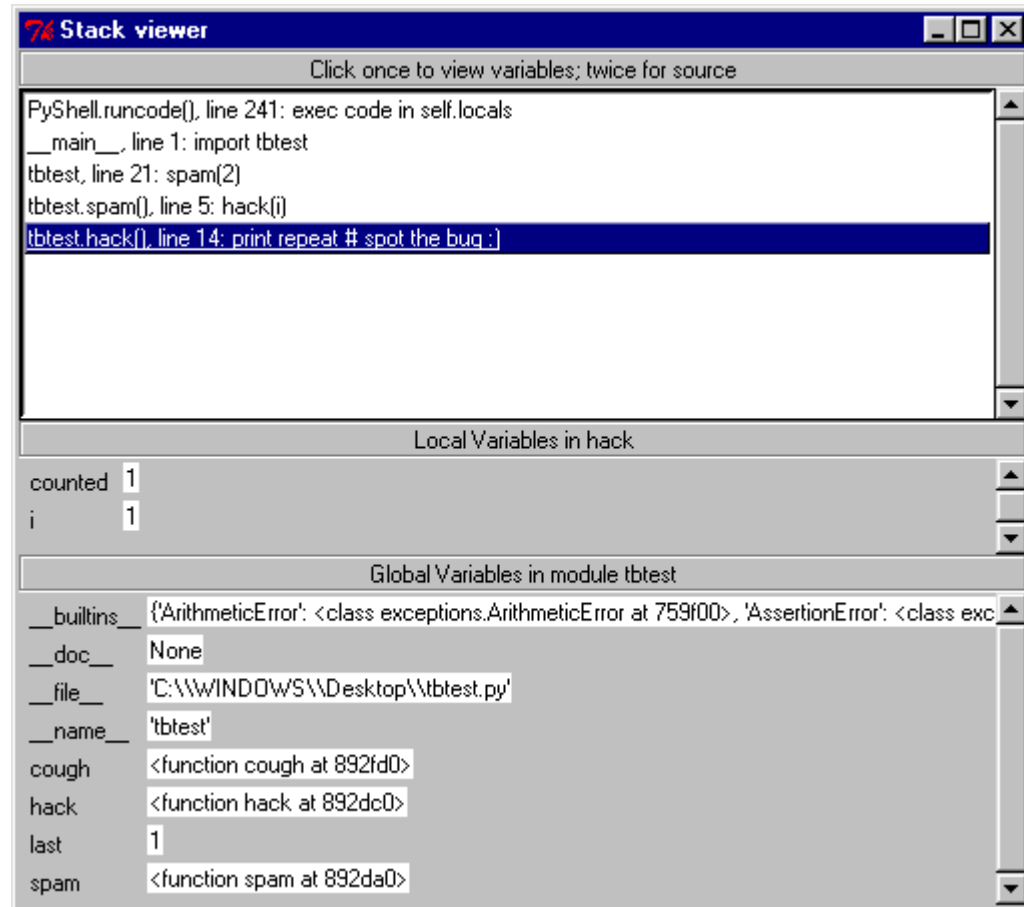 Stack viewer
Click once to view variables; twice for source
PyShell.runcode(), line 241: exec code in self.locals
__main__, line 1: import tbtest
tbtest, line 21: spam(2)
tbtest.spam(), line 5: hack(i)
tbtest.hack(), line 14: print repeat # spot the bug ;)
Local Variables in hack
counted 1
i 1
Global Variables in module tbtest
__builtins__ {'ArithmeticError': <class exceptions.ArithmeticError at 759f00>, 'AssertionError': <class exc
__doc__ None
__file__ 'C:\\WINDOWS\\Desktop\\tbtest.py'
__name__ 'tbtest'
cough <function cough at 892fd0>
hack <function hack at 892dc0>
last 1
spam <function spam at 892da0>